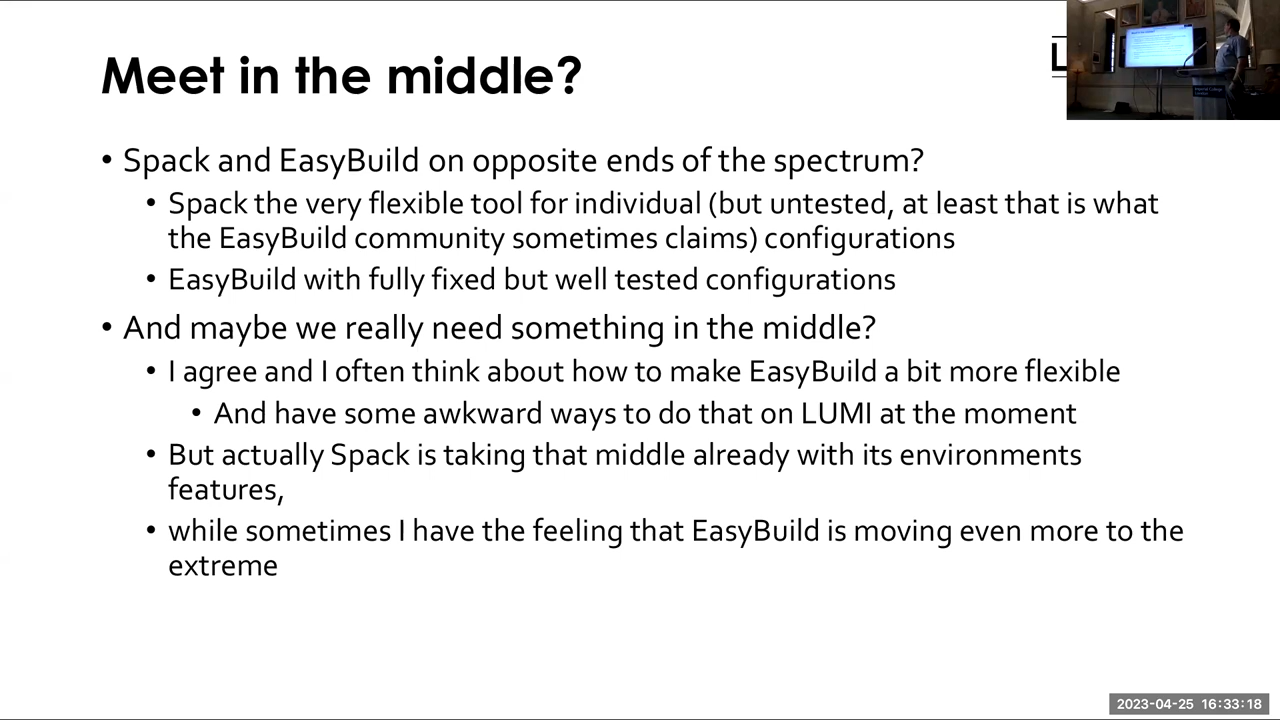 Meet in the middle?
• Spack and EasyBuild on opposite ends of the spectrum?
• Spack the very flexible tool for individual (but untested, at least that is what
the EasyBuild community sometimes claims) configurations
• EasyBuild with fully fixed but well tested configurations
• And maybe we really need something in the middle?
• I agree and I often think about how to make EasyBuild a bit more flexible
• And have some awkward ways to do that on LUMI at the moment
• But actually Spack is taking that middle already with its environments
features,
• while sometimes I have the feeling that EasyBuild is moving even more to the
extreme
L
Imperial College
London
2023-04-25 16:33:18